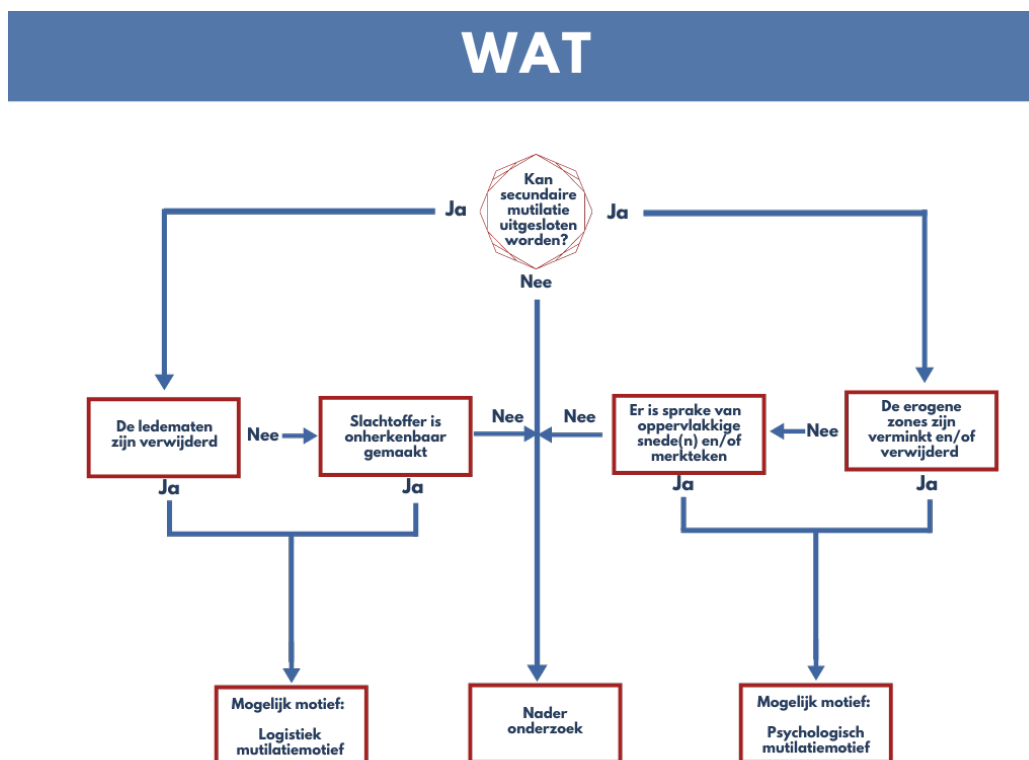 WAT
Kan
secundaire
mutilatie
uitgesloten
worden?
Ja
Ja
Nee
De ledematen
zijn verwijderd
Nee
Slachtoffer is
onherkenbaar
gemaakt
Nee
Nee
Er is sprake van
oppervlakkige
snede(n) en/of
merkteken
Nee
De erogene
zones zijn
verminkt en/of
verwijderd
Ja
Ja
Ja
Ja
Mogelijk motief:
Logistiek
mutilatiemotief
Nader
onderzoek
Mogelijk motief:
Psychologisch
mutilatiemotief